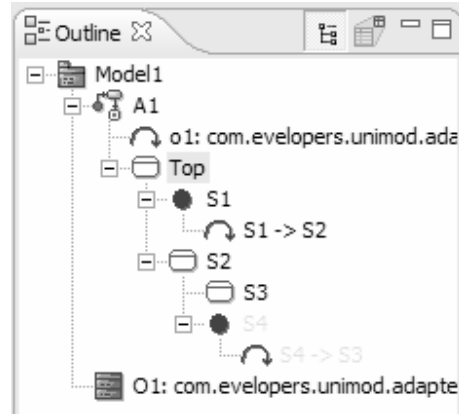 Outline
Model1
A1
o1: com.evelopers.unimod.ada
Top
S1
S1 -> S2
S2
S3
S4
S4 -> S3
O1: com.evelopers.unimod.adapte